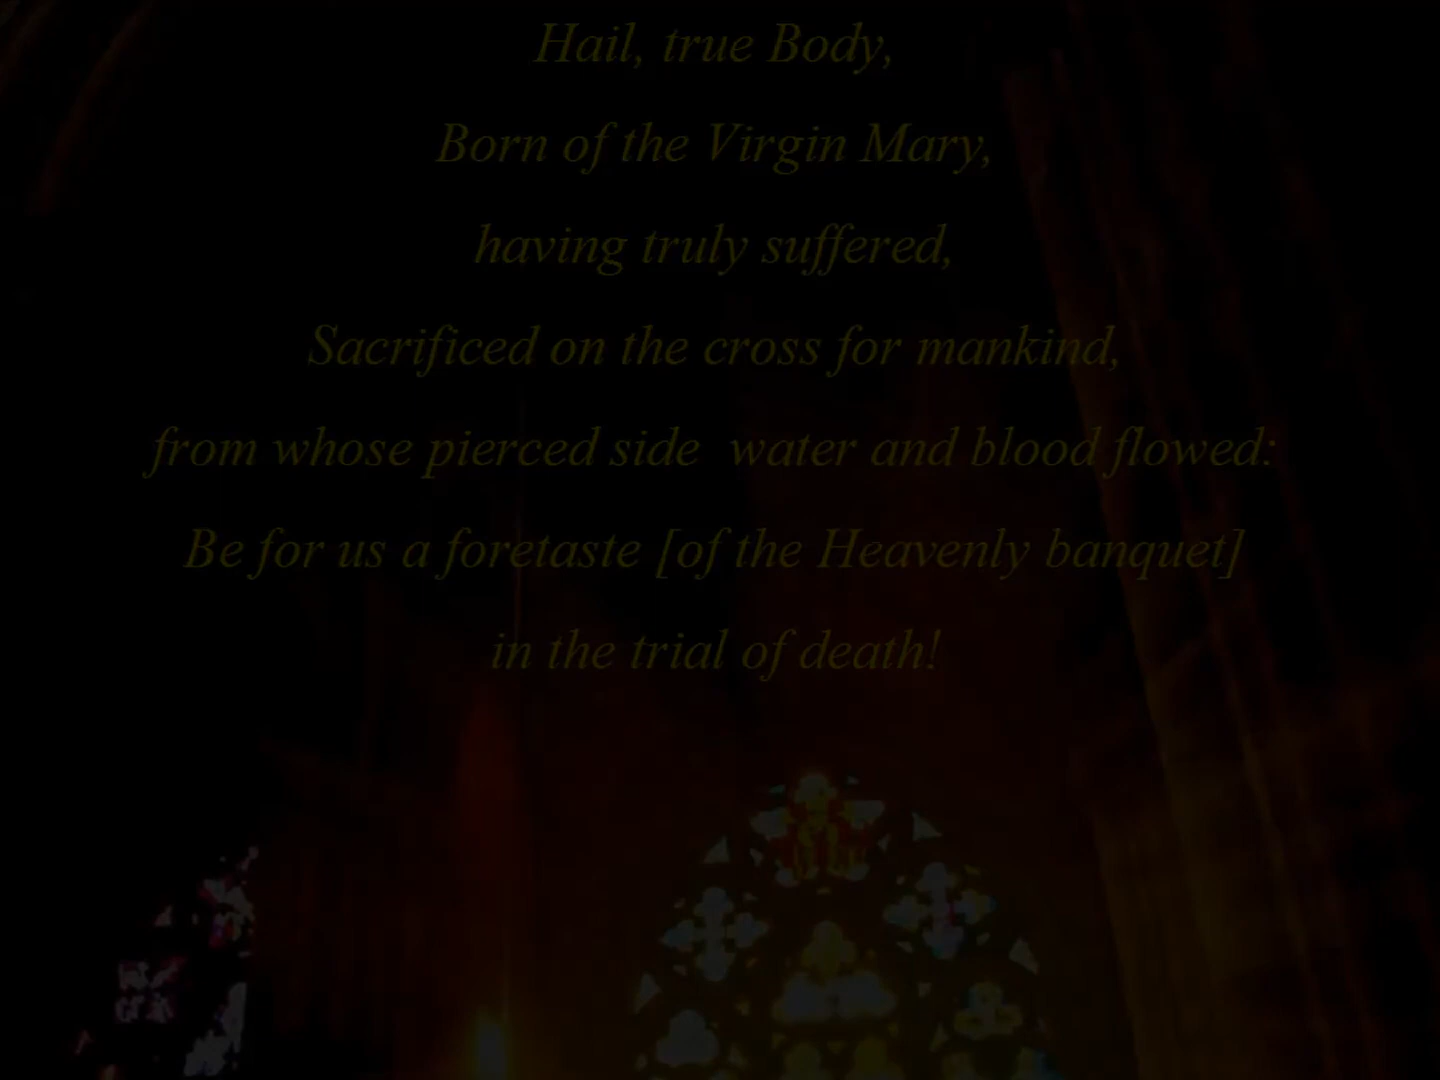 Hail, true Body,
Born of the Virgin Mary,
having truly suffered,
Sacrificed on the cross for mankind,
from whose pierced side water and blood flowed:
Be for us a foretaste [of the Heavenly banquet]
in the trial of death!